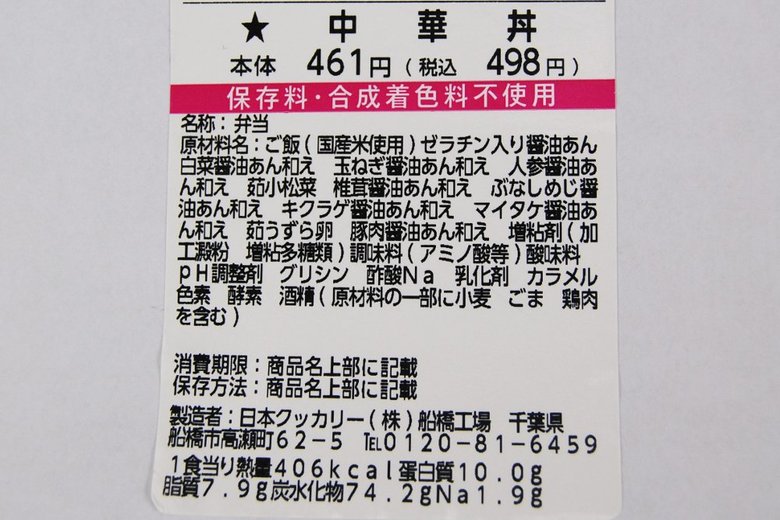 ★ 中華丼
本体 461円(税込 498円)
保存料・合成着色料不使用
名称:弁当
原材料名:ご飯(国産米使用)ゼラチン入り醤油あん
白菜醤油あん和え 玉ねぎ醤油あん和え 人参醤油あ
ん和え 茹小松菜 椎茸醤油あん和え ぶなしめじ醤
油あん和え キクラゲ醤油あん和え マイタケ醤油あ
ん和え 茹うずら卵 豚肉醤油あん和え 増粘剤(加
工澱粉 増粘多糖類)調味料(アミノ酸等)酸味料
pH調整剤 グリシン 酢酸Na 乳化剤 カラメル
色素 酵素 酒精(原材料の一部に小麦 ごま 鶏肉
を含む)
消費期限:商品名上部に記載
保存方法:商品名上部に記載
製造者:日本クッカリー(株)船橋工場 千葉県
船橋市高瀬町62-5 TEL0120-81-6459
1食当り熱量406kcal蛋白質10.0g
脂質7.9g炭水化物74.2gNa1.9g